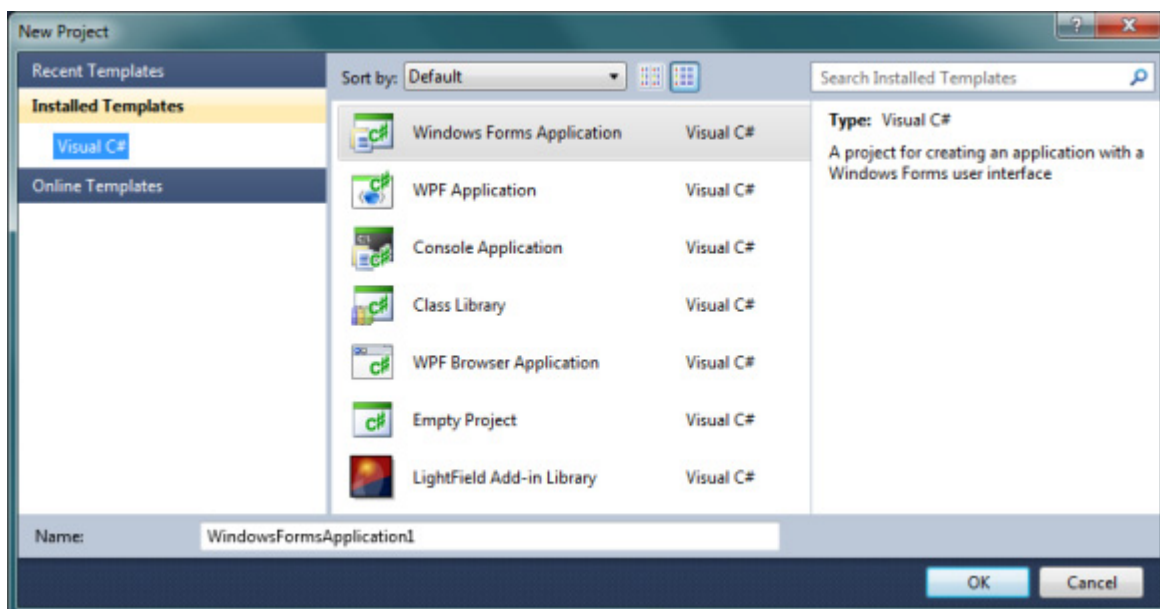 New Project
Recent Templates
Installed Templates
Visual C#
Online Templates
Sort by: Default
Search Installed Templates
Windows Forms Application Visual C#
WPF Application Visual C#
Console Application Visual C#
Class Library Visual C#
WPF Browser Application Visual C#
Empty Project Visual C#
LightField Add-in Library Visual C#
Type: Visual C#
A project for creating an application with a
Windows Forms user interface
Name: WindowsFormsApplication1
OK Cancel